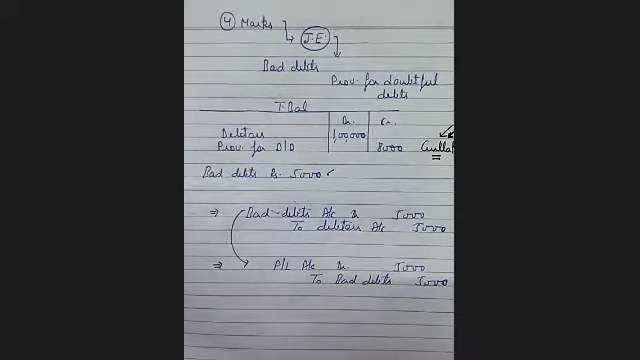 4 Marks
J.E.
Bad debts
Prov. for doubtful
debts
T.Bal
Dr. Cr.
Debtors 1,00,000
Prov. for D/D 8000
Bad debts Rs. 5000
⇒ Bad debts A/c Dr 5000
To debtors A/c 5000
⇒ P/L A/c Dr. 5000
To Bad debts 5000